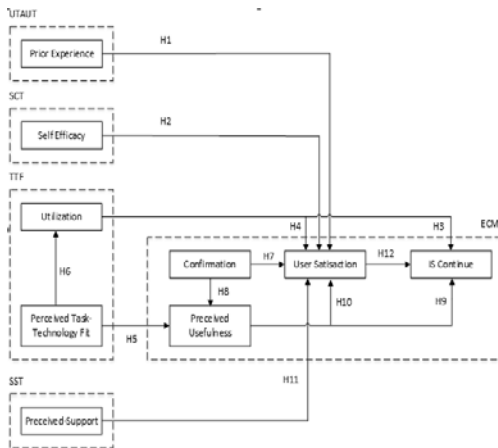 UTAUT
Prior Experience
H1
SCT
Self Efficacy
H2
TTF
Utilization
H4
H3
ECM
H6
Confirmation
H7
User Satisaction
H12
IS Continue
H8
H10
H9
Perceived Task-
Technology Fit
H5
Preceived
Usefulness
H11
SST
Preceived Support